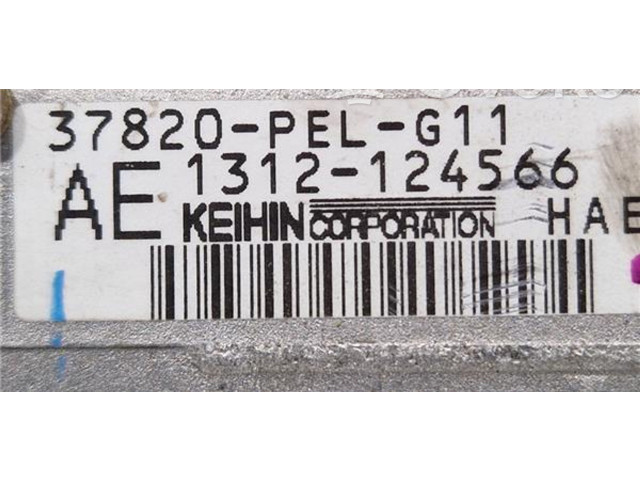 37820-PEL-G11
AE 1312-124566
KEIHIN CORPORATION HAE